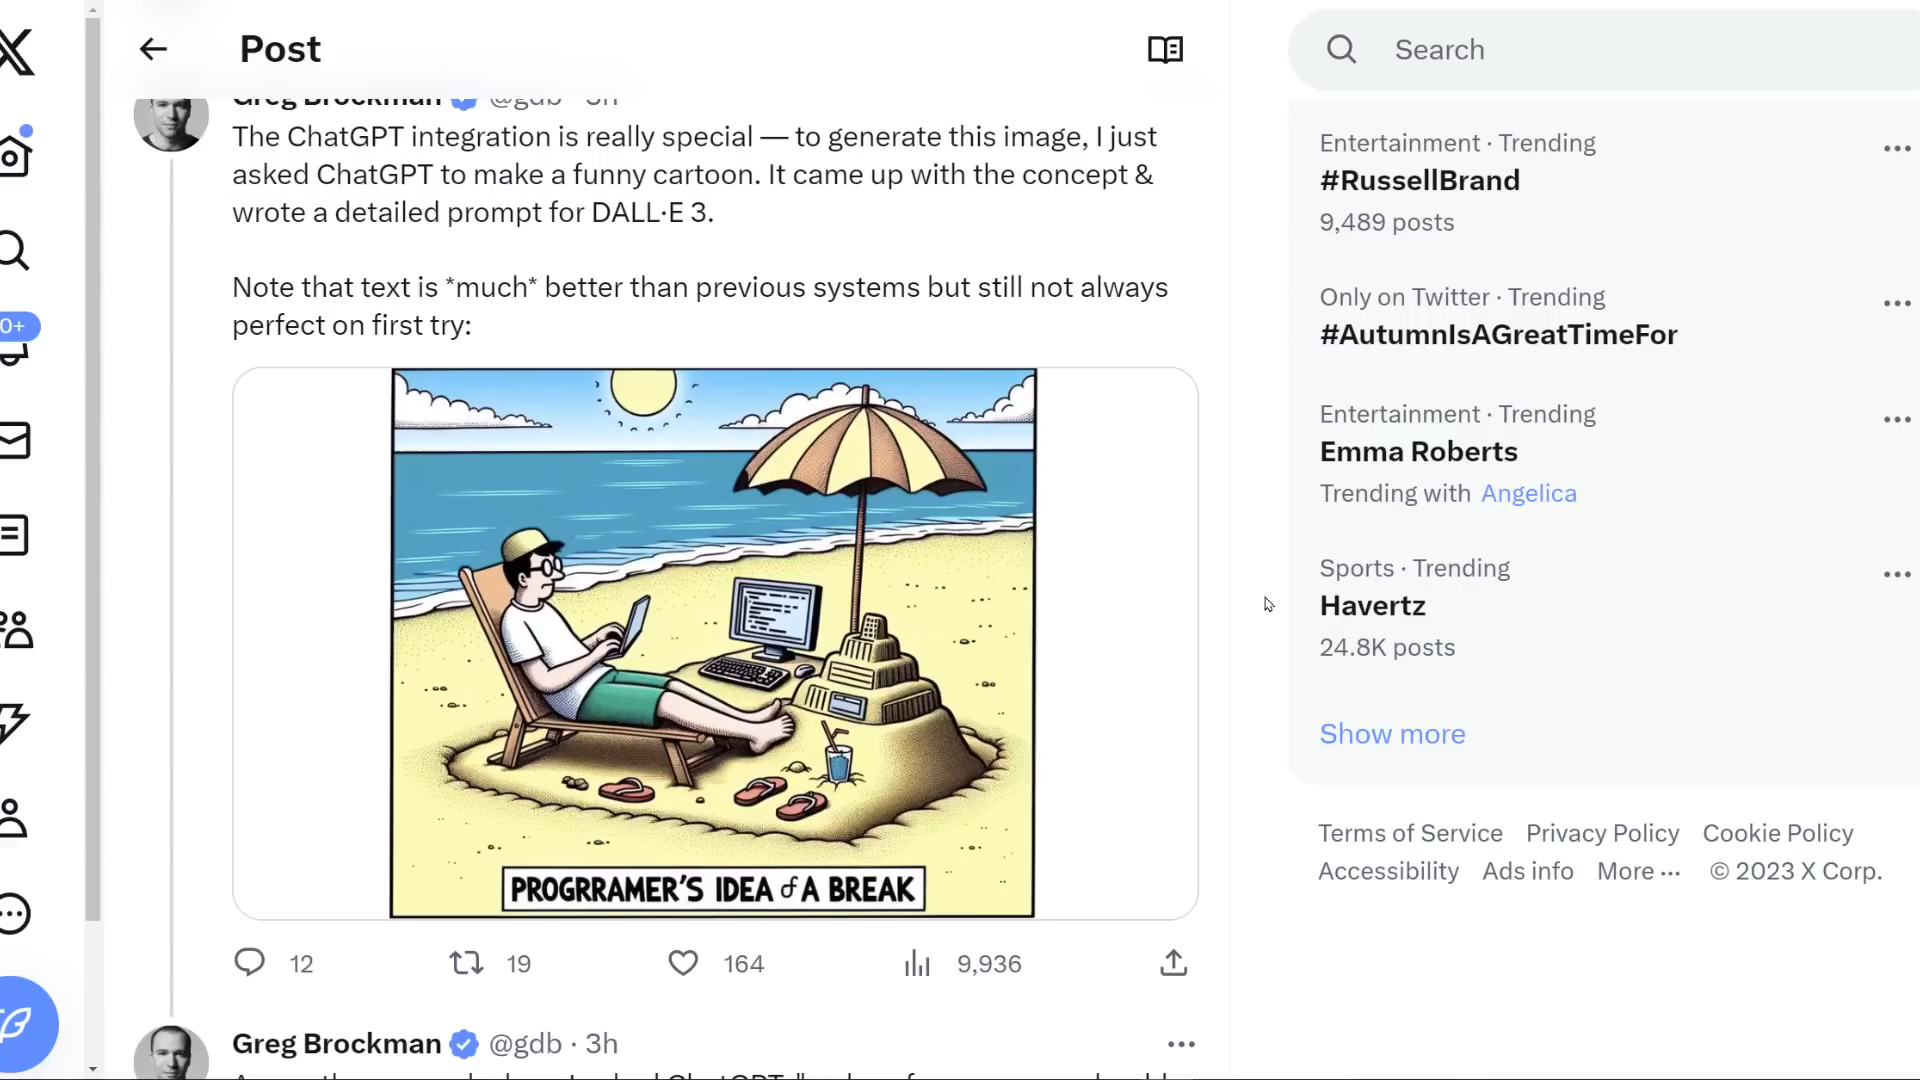 Post
Search
Greg Brockman @gdb · 3h
The ChatGPT integration is really special — to generate this image, I just
asked ChatGPT to make a funny cartoon. It came up with the concept &
wrote a detailed prompt for DALL·E 3.
Note that text is *much* better than previous systems but still not always
perfect on first try:
PROGRRAMER'S IDEA of A BREAK
12 19 164 9,936
Greg Brockman @gdb · 3h
0+
Entertainment · Trending
#RussellBrand
9,489 posts
Only on Twitter · Trending
#AutumnIsAGreatTimeFor
Entertainment · Trending
Emma Roberts
Trending with Angelica
Sports · Trending
Havertz
24.8K posts
Show more
Terms of Service Privacy Policy Cookie Policy
Accessibility Ads info More ··· © 2023 X Corp.